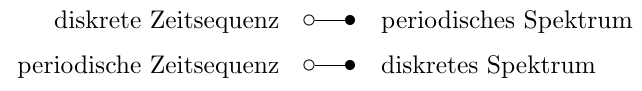 diskrete Zeitsequenz periodisches Spektrum
periodische Zeitsequenz diskretes Spektrum